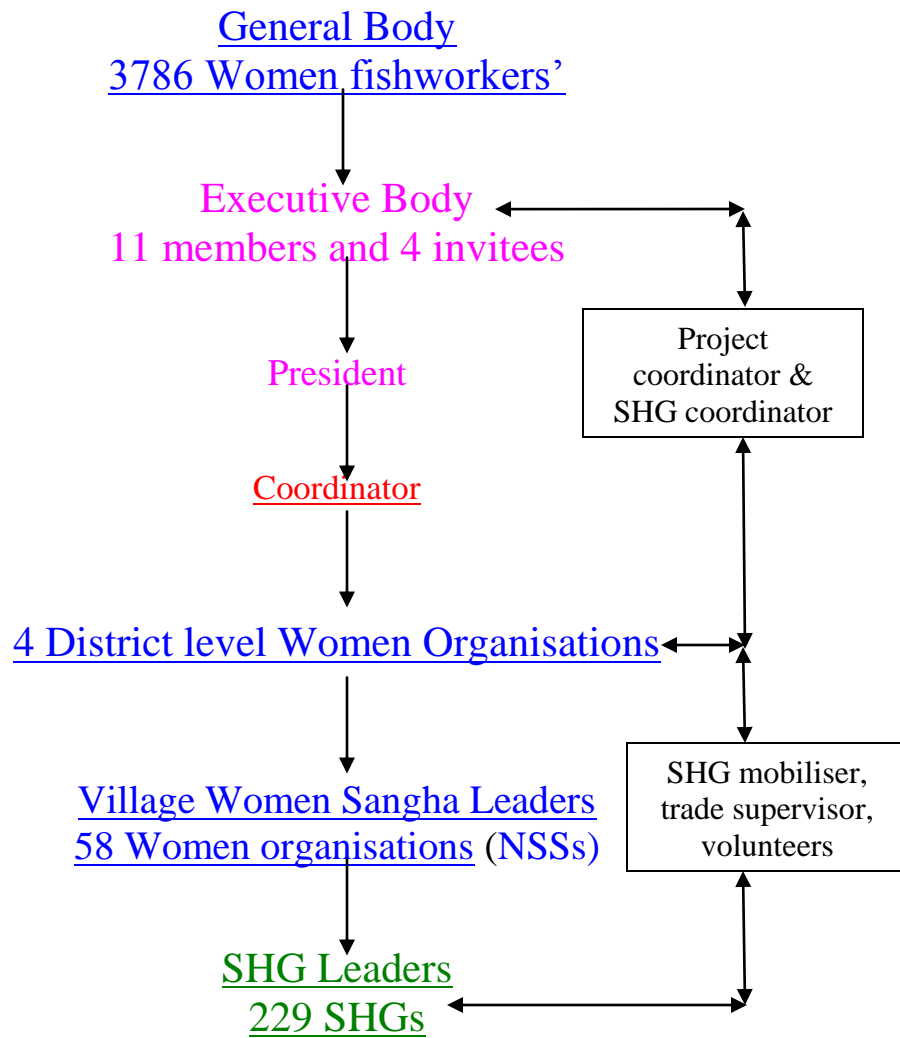 General Body
3786 Women fishworkers’
Executive Body
11 members and 4 invitees
Project
coordinator &
SHG coordinator
President
Coordinator
4 District level Women Organisations
SHG mobiliser,
trade supervisor,
volunteers
Village Women Sangha Leaders
58 Women organisations (NSSs)
SHG Leaders
229 SHGs